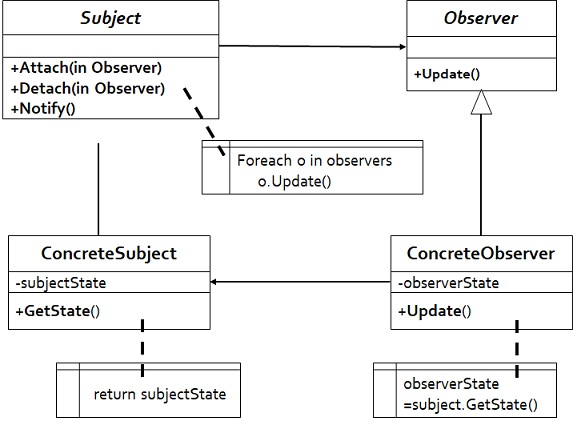 Subject
+Attach(in Observer)
+Detach(in Observer)
+Notify()
Observer
+Update()
Foreach o in observers
o.Update()
ConcreteSubject
-subjectState
+GetState()
ConcreteObserver
-observerState
+Update()
return subjectState
observerState
=subject.GetState()